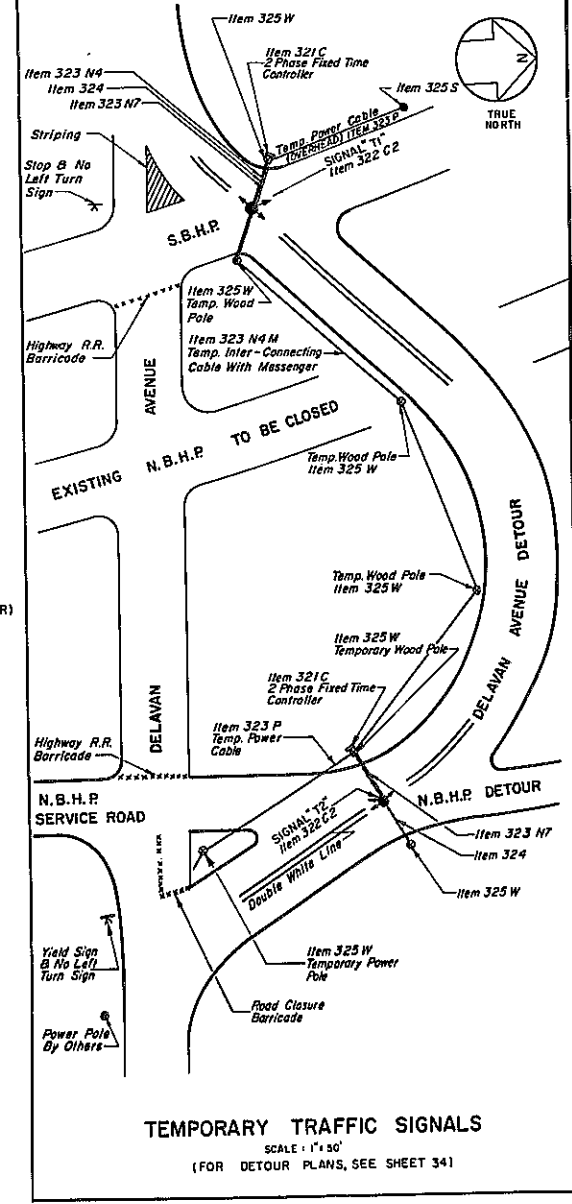 Item 325 W
Item 321 C
2 Phase Fixed Time
Controller
Item 323 N4
Item 324
Item 323 N7
Item 325 S
N
TRUE
NORTH
Temp. Power Cable
(OVERHEAD) ITEM 323 P
SIGNAL "T1"
Item 322 C2
Striping
Stop & No
Left Turn
Sign
S.B.H.P.
Item 325 W
Temp. Wood
Pole
Highway R.R.
Barricade
Item 323 N4 M
Temp. Inter-Connecting
Cable With Messenger
AVENUE
EXISTING N.B.H.P. TO BE CLOSED
Temp. Wood Pole
Item 325 W
Temp. Wood Pole
Item 325 W
R)
DELAVAN AVENUE DETOUR
Item 325 W
Temporary Wood Pole
Item 321 C
2 Phase Fixed Time
Controller
Item 323 P
Temp. Power
Cable
DELAVAN
Highway R.R.
Barricade
N.B.H.P.
SERVICE ROAD
N.B.H.P. DETOUR
SIGNAL "T2"
Item 322 C2
Double White Line
Item 323 N7
Item 324
Item 325 W
Item 325 W
Temporary Power
Pole
Yield Sign
& No Left
Turn Sign
Road Closure
Barricade
Power Pole
By Others
TEMPORARY TRAFFIC SIGNALS
SCALE : 1" : 50'
(FOR DETOUR PLANS, SEE SHEET 34)